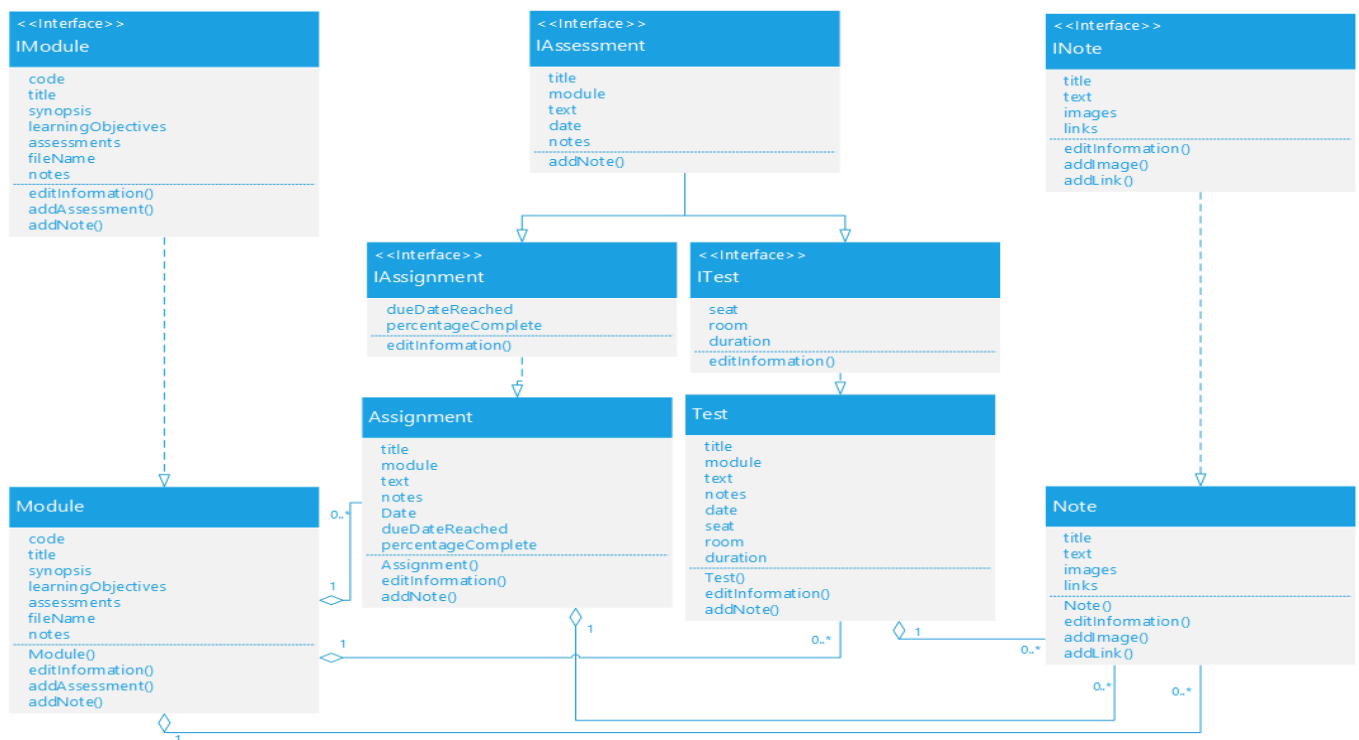 <<Interface>>
IModule
code
title
synopsis
learningObjectives
assessments
fileName
notes
editInformation()
addAssessment()
addNote()
<<Interface>>
IAssessment
title
module
text
date
notes
addNote()
<<Interface>>
INote
title
text
images
links
editInformation()
addImage()
addLink()
<<Interface>>
IAssignment
dueDateReached
percentageComplete
editInformation()
<<Interface>>
ITest
seat
room
duration
editInformation()
Assignment
title
module
text
notes
Date
dueDateReached
percentageComplete
Assignment()
editInformation()
addNote()
Test
title
module
text
notes
date
seat
room
duration
Test()
editInformation()
addNote()
Module
code
title
synopsis
learningObjectives
assessments
fileName
notes
Module()
editInformation()
addAssessment()
addNote()
Note
title
text
images
links
Note()
editInformation()
addImage()
addLink()
0..*
1
1
0..*
1
0..*
1
0..*
0..*
1